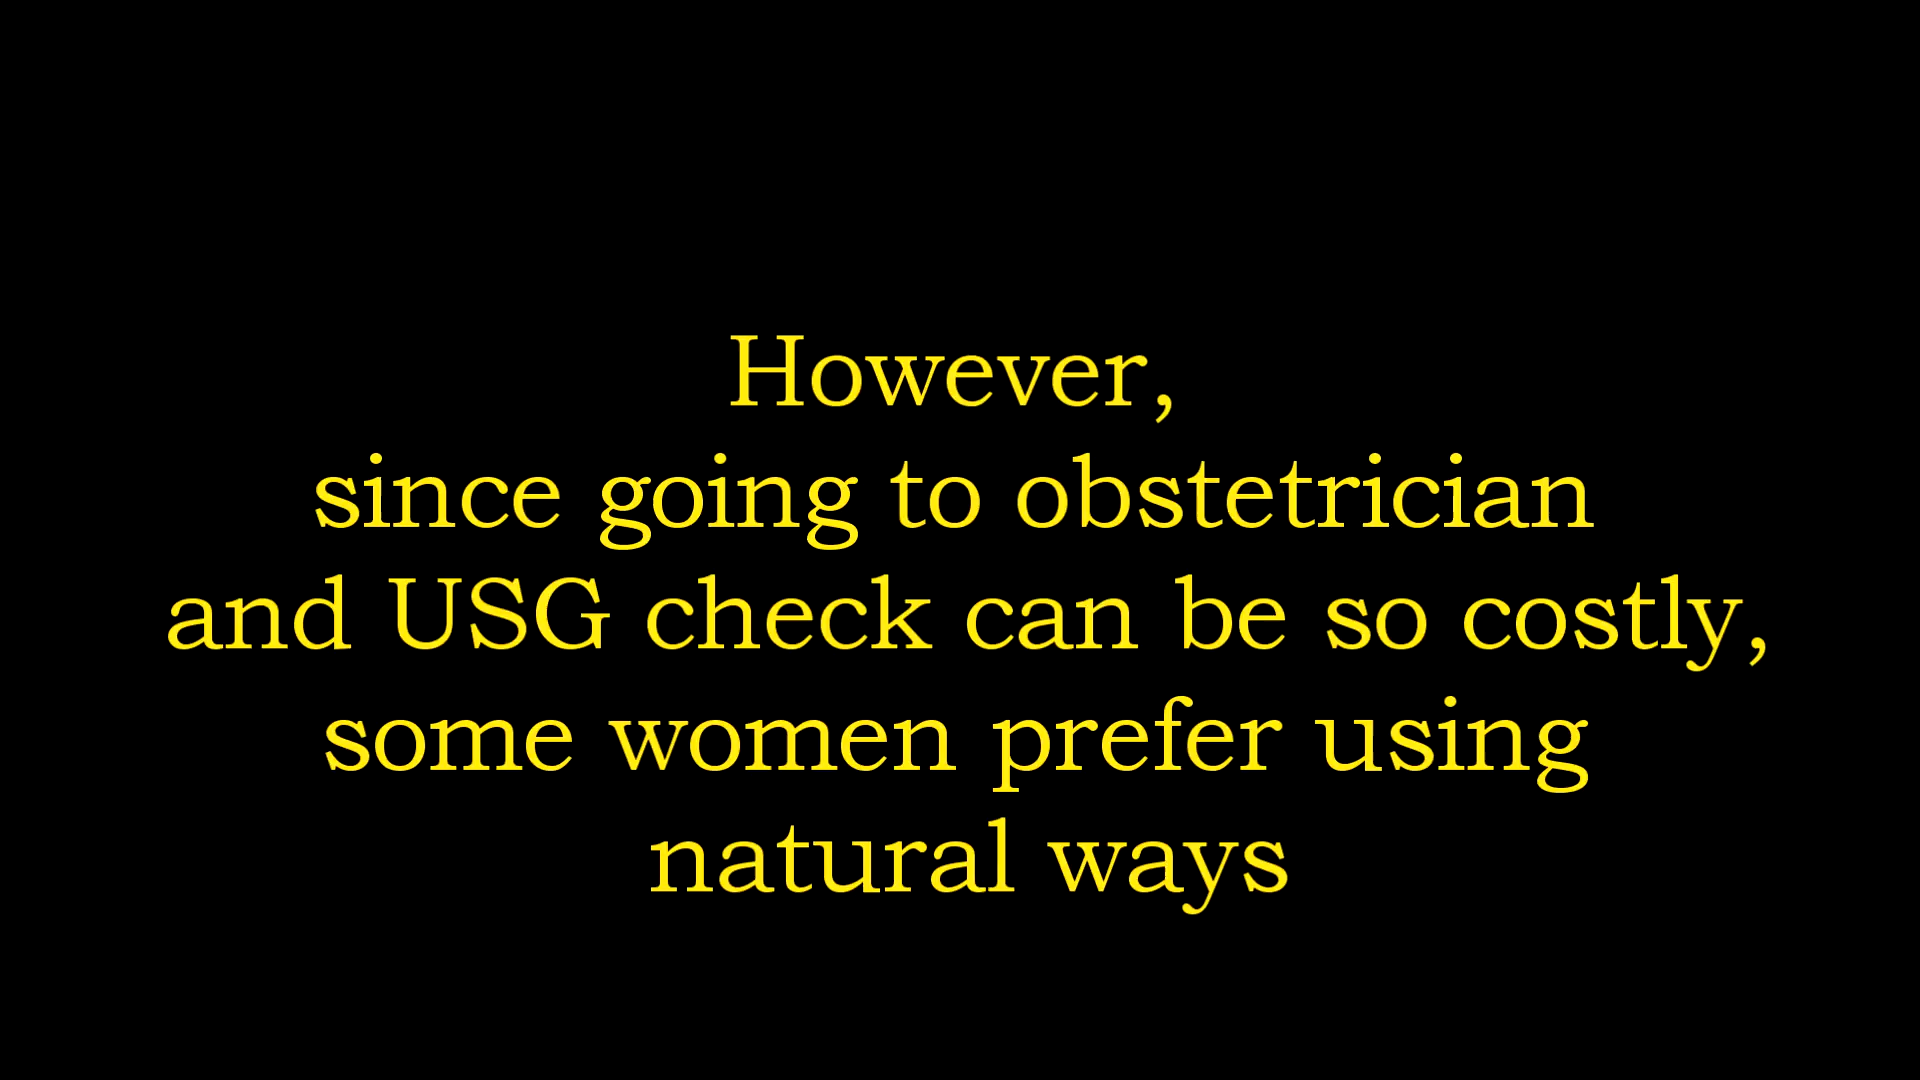 However,
since going to obstetrician
and USG check can be so costly,
some women prefer using
natural ways